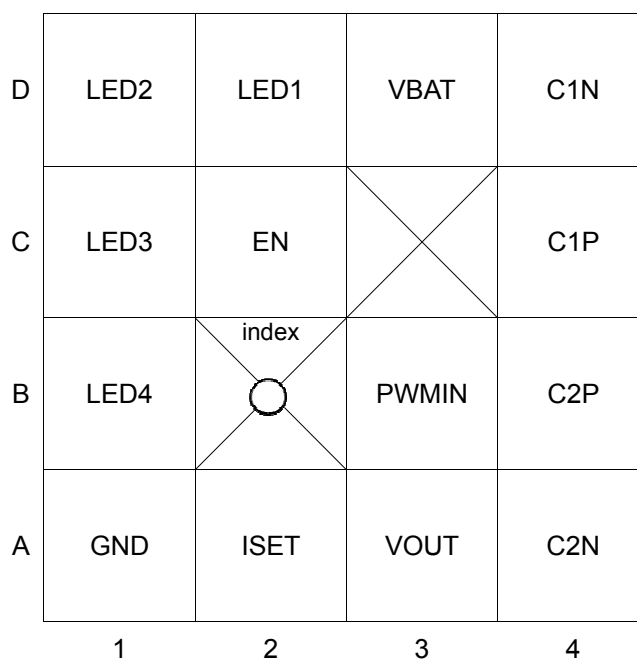 D LED2 LED1 VBAT C1N
C LED3 EN C1P
index
B LED4 PWMIN C2P
A GND ISET VOUT C2N
1 2 3 4